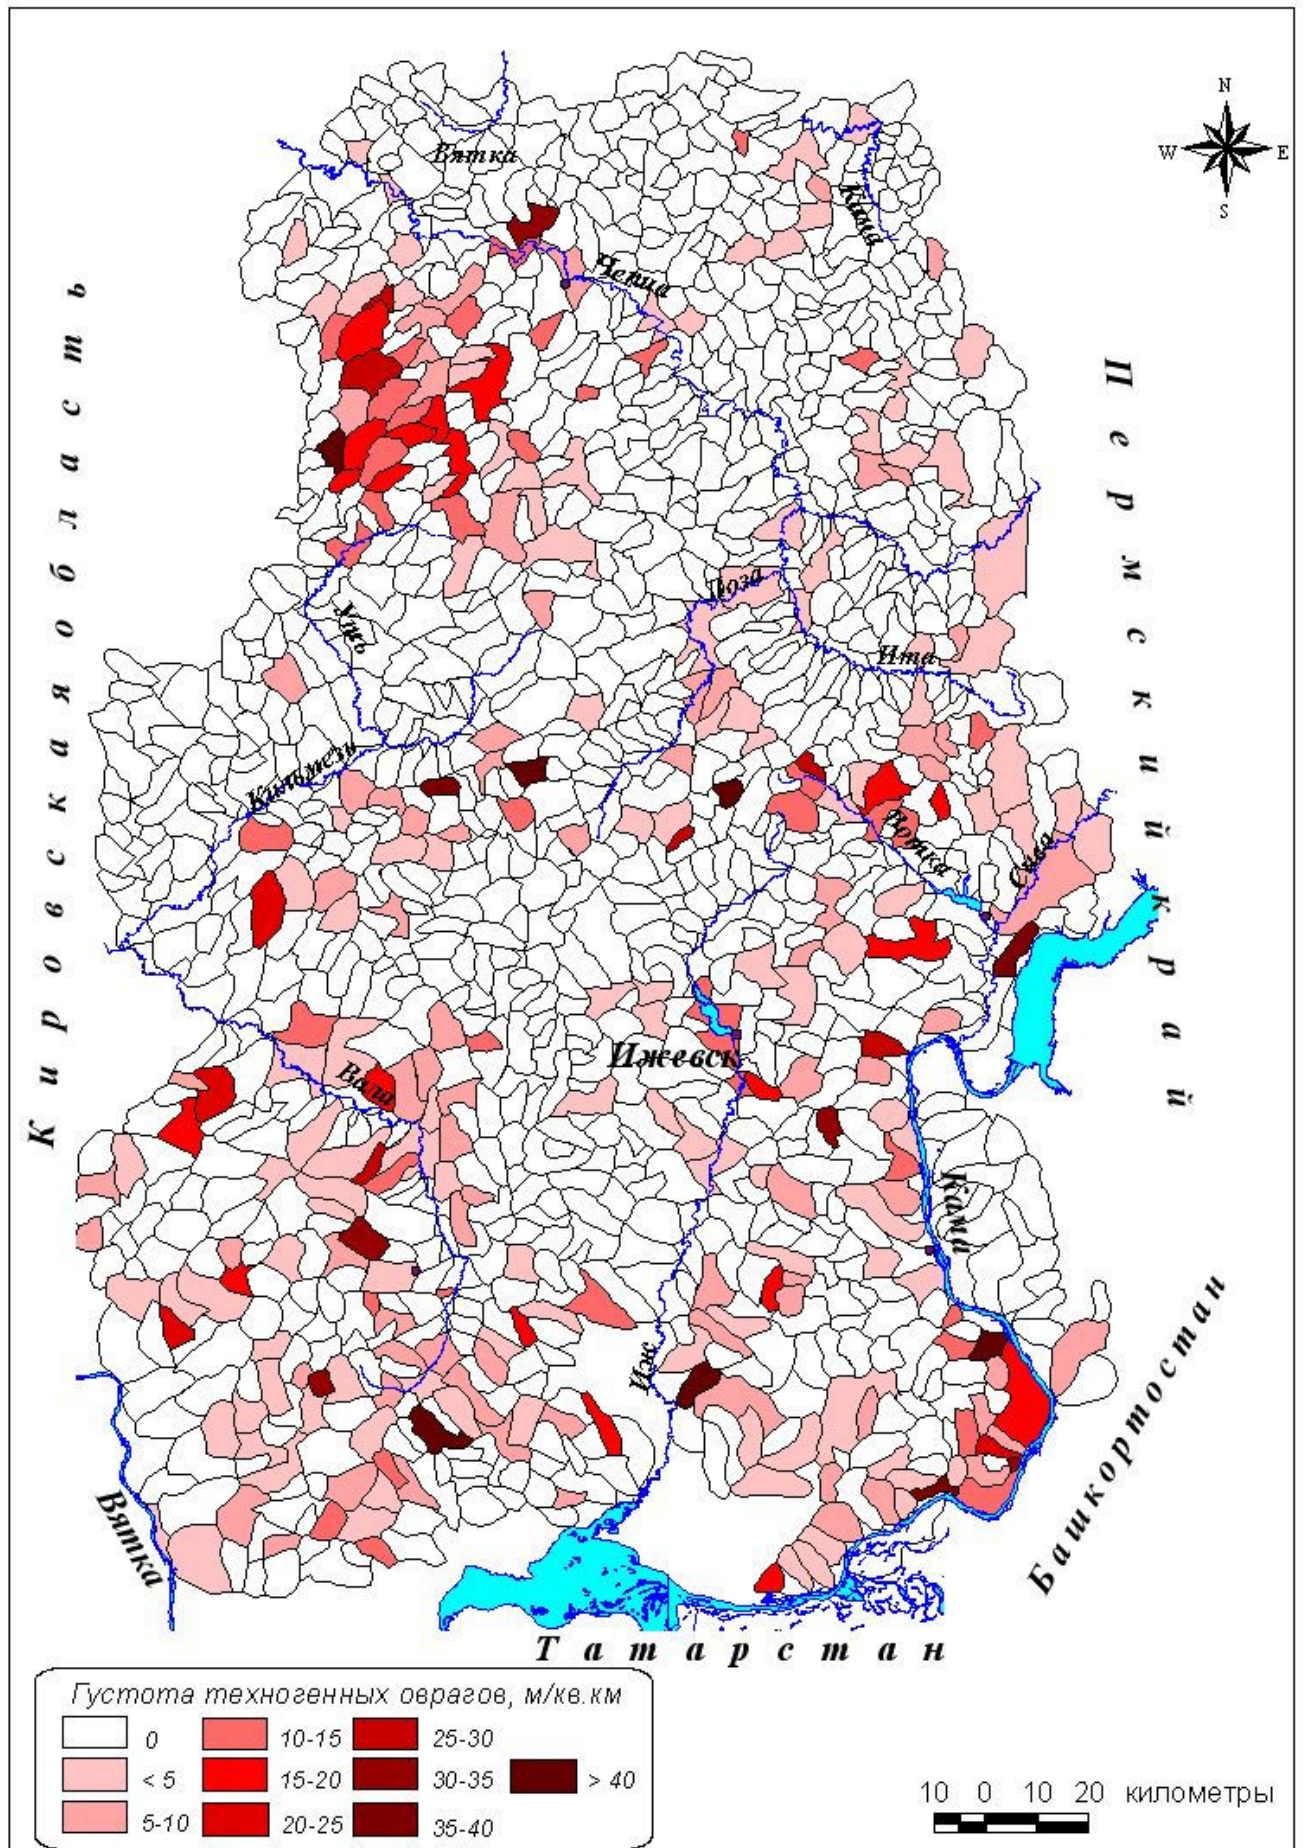 N
W E
S
Вятка
Кама
Чепца
Кировская область
Пермский край
Лоза
Ита
Уть
Кильмезь
Вотка
Сива
Ижевск
Вала
Кама
Иж
Вятка
Башкортостан
Татарстан
Густота техногенных оврагов, м/кв.км
0 10-15 25-30
< 5 15-20 30-35 > 40
5-10 20-25 35-40
10 0 10 20 километры